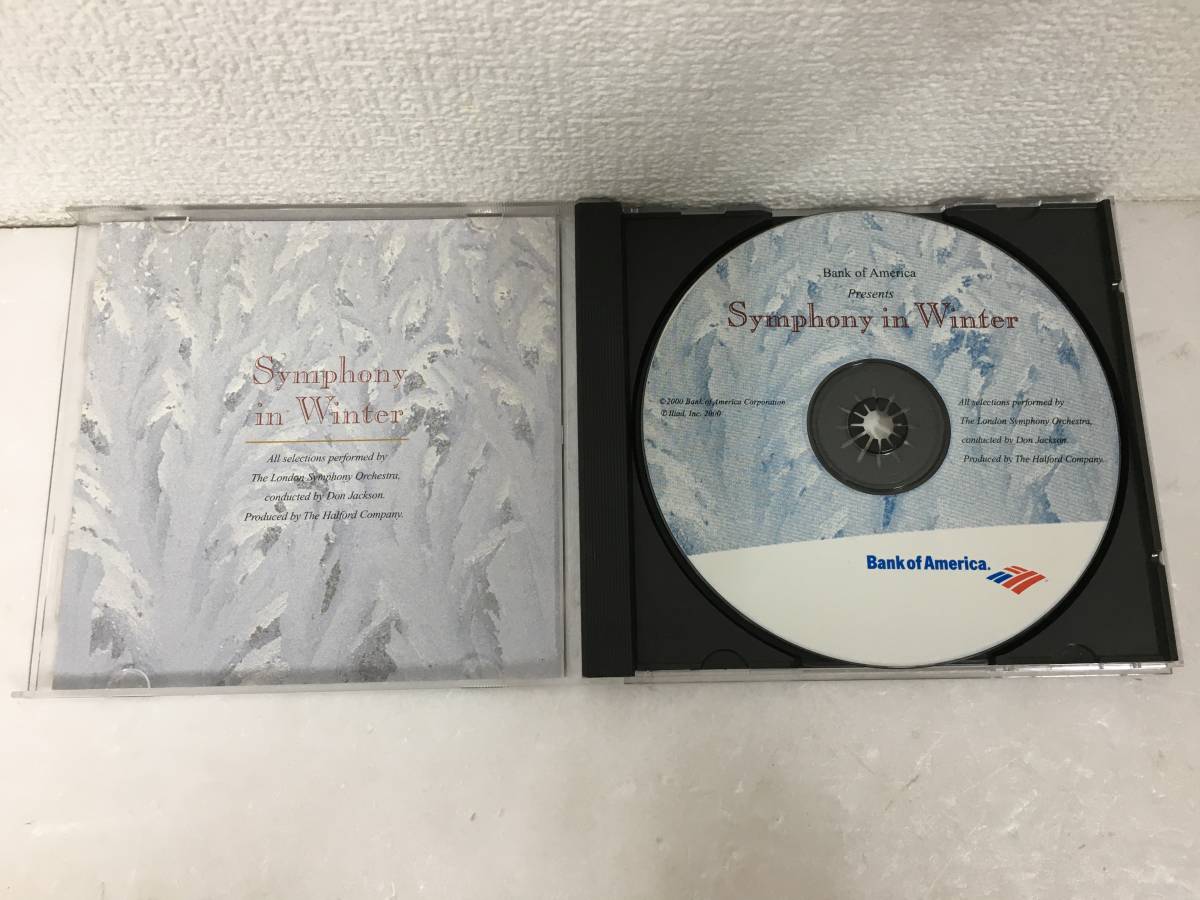 Symphony
in Winter
All selections performed by
The London Symphony Orchestra,
conducted by Don Jackson.
Produced by The Halford Company.
Bank of America
Presents
Symphony in Winter
©2000 Bank of America Corporation
℗ Iliad, Inc. 2000
All selections performed by
The London Symphony Orchestra,
conducted by Don Jackson.
Produced by The Halford Company.
Bank of America.